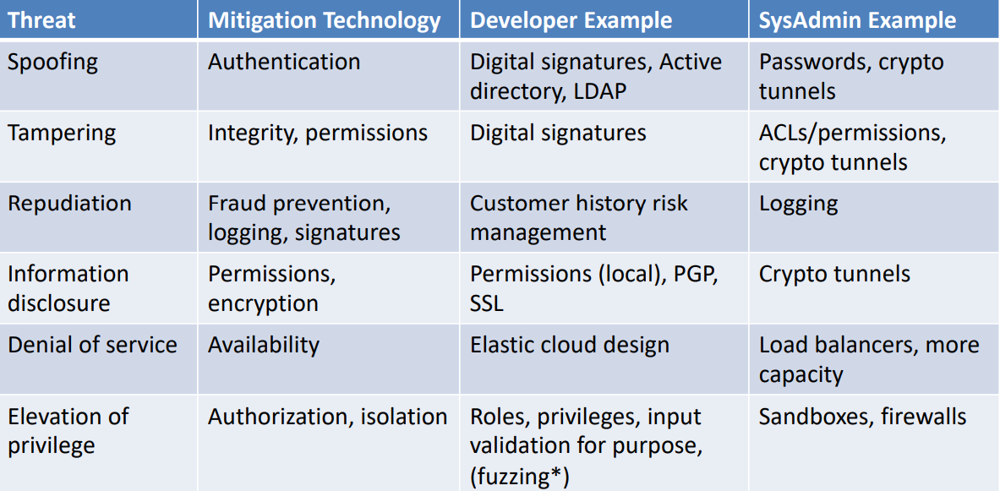 Threat
Mitigation Technology
Developer Example
SysAdmin Example
Spoofing
Authentication
Digital signatures, Active
directory, LDAP
Passwords, crypto
tunnels
Tampering
Integrity, permissions
Digital signatures
ACLs/permissions,
crypto tunnels
Repudiation
Fraud prevention,
logging, signatures
Customer history risk
management
Logging
Information
disclosure
Permissions,
encryption
Permissions (local), PGP,
SSL
Crypto tunnels
Denial of service
Availability
Elastic cloud design
Load balancers, more
capacity
Elevation of
privilege
Authorization, isolation
Roles, privileges, input
validation for purpose,
(fuzzing*)
Sandboxes, firewalls